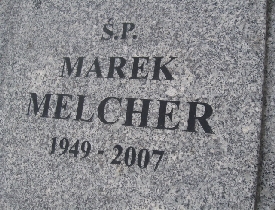 Ś.P.
MAREK
MELCHER
1949 - 2007